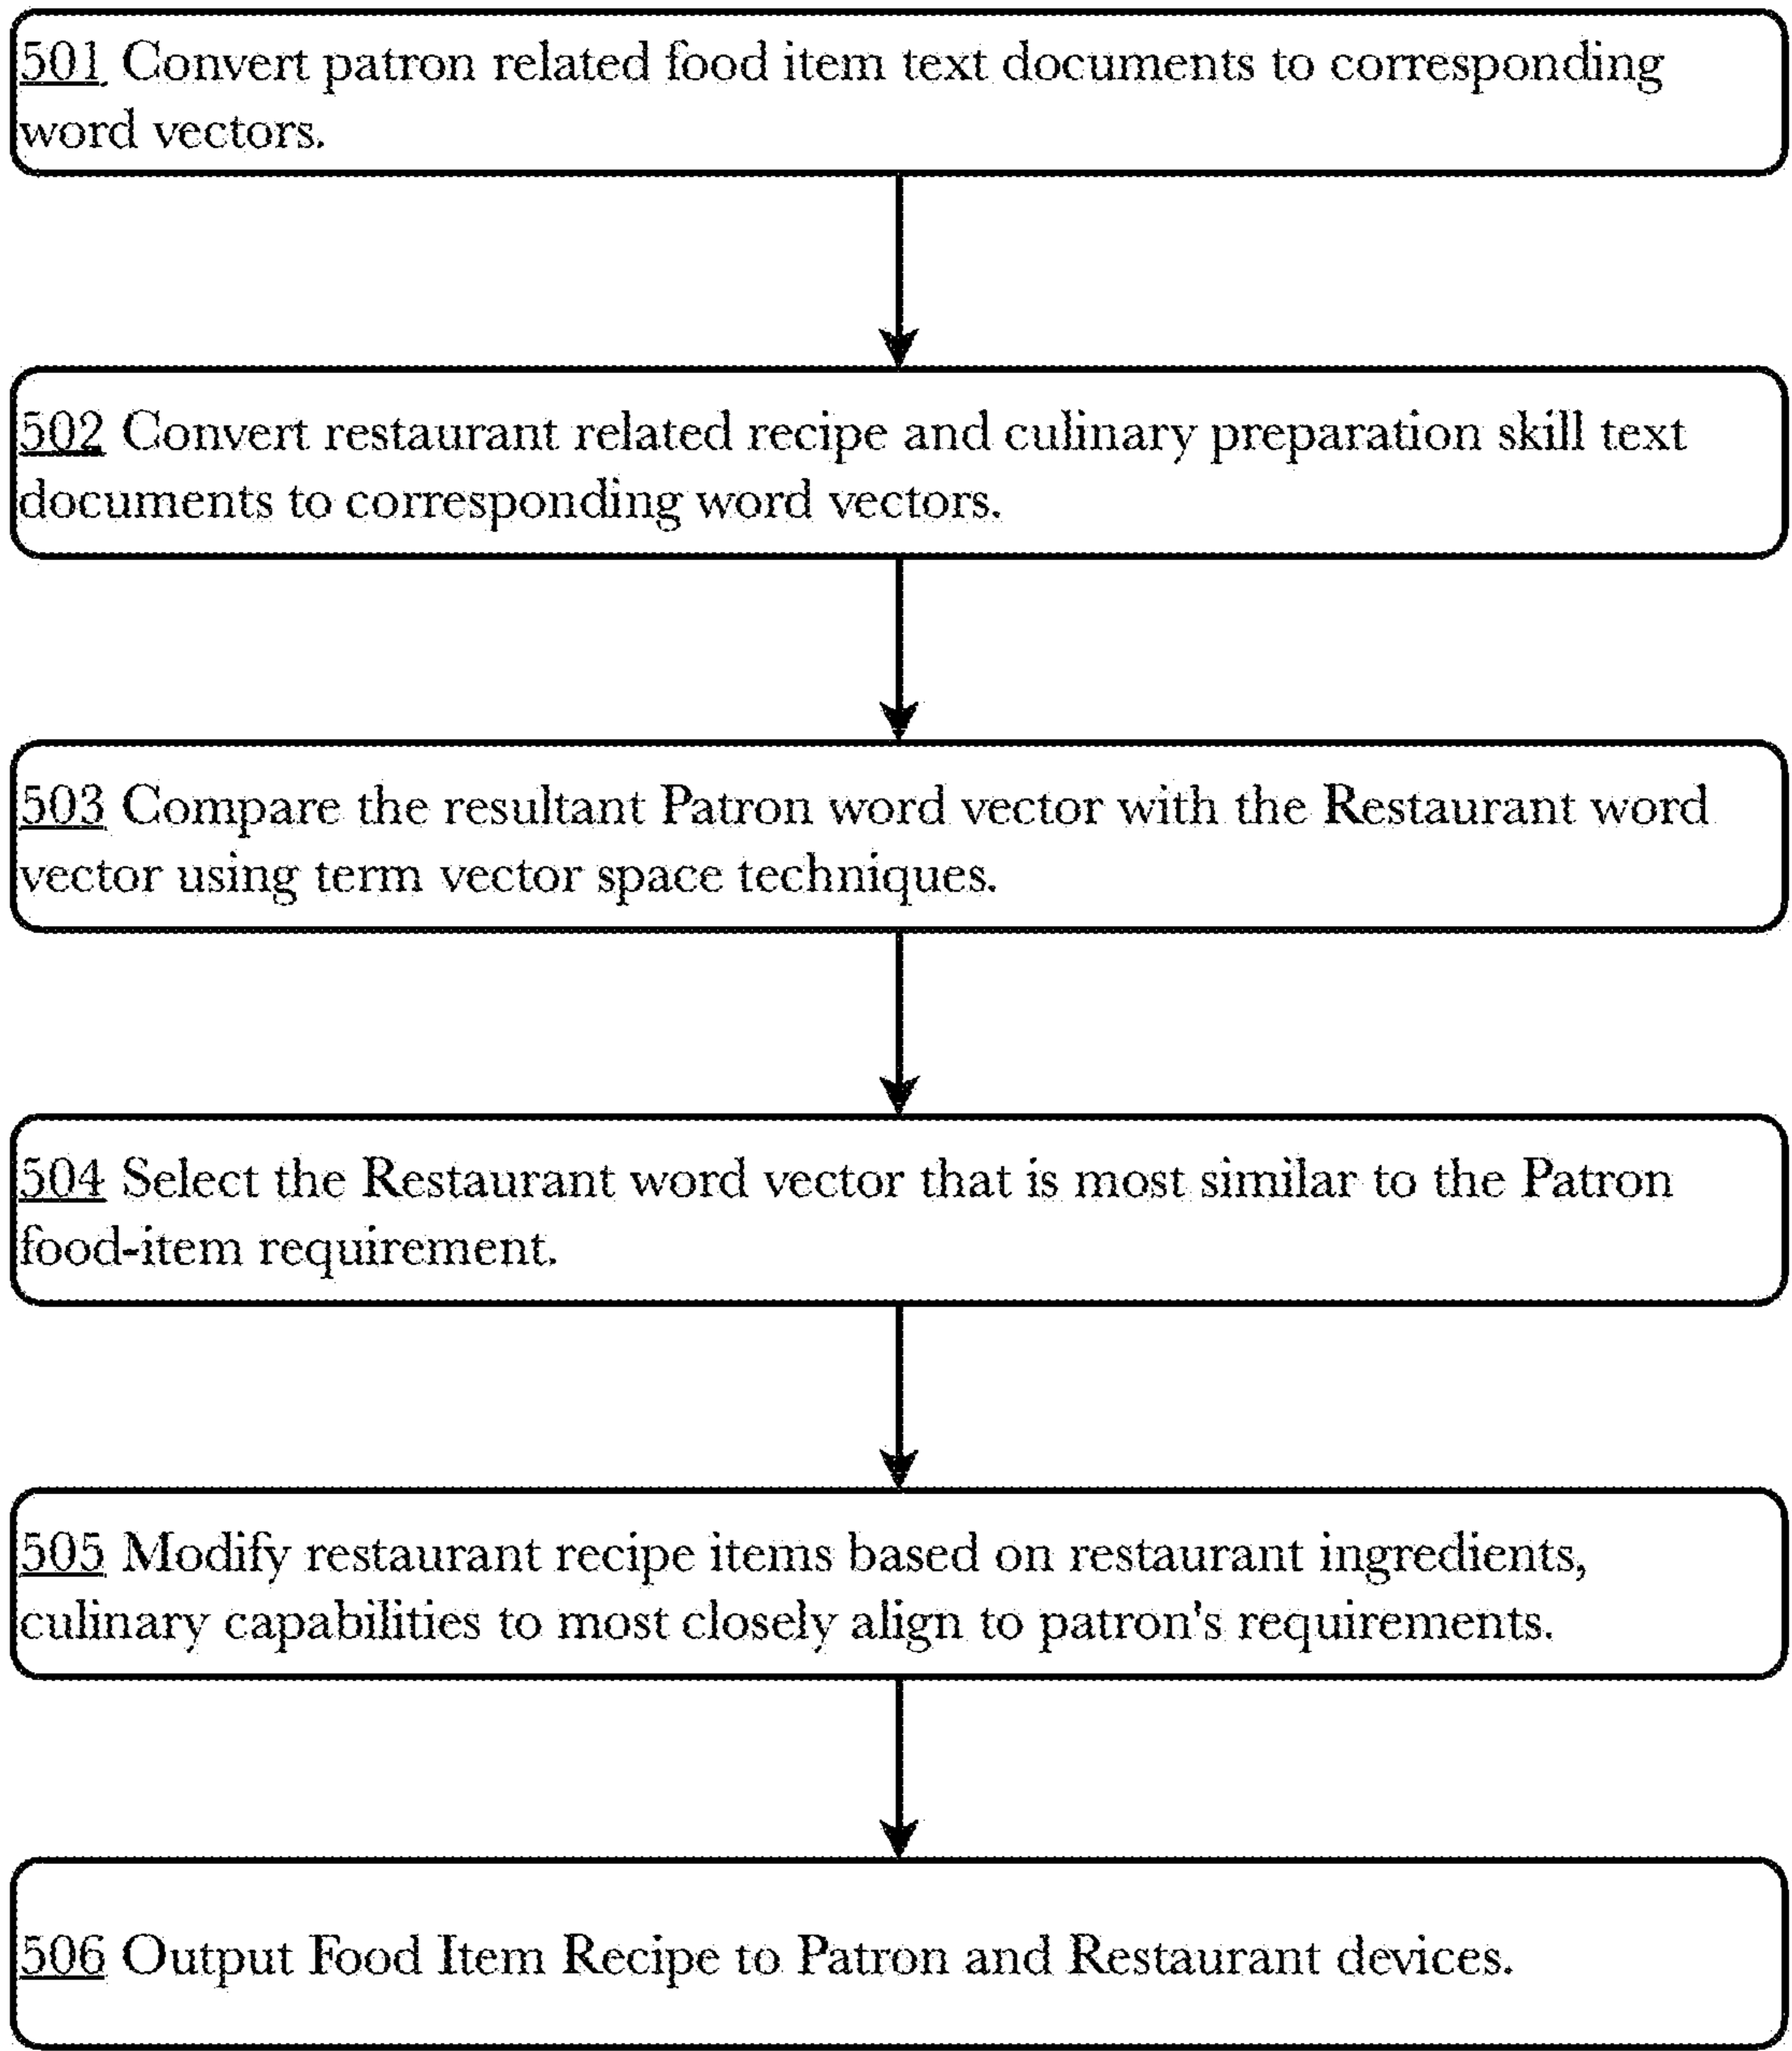 501 Convert patron related food item text documents to corresponding
word vectors.
502 Convert restaurant related recipe and culinary preparation skill text
documents to corresponding word vectors.
503 Compare the resultant Patron word vector with the Restaurant word
vector using term vector space techniques.
504 Select the Restaurant word vector that is most similar to the Patron
food-item requirement.
505 Modify restaurant recipe items based on restaurant ingredients,
culinary capabilities to most closely align to patron's requirements.
506 Output Food Item Recipe to Patron and Restaurant devices.